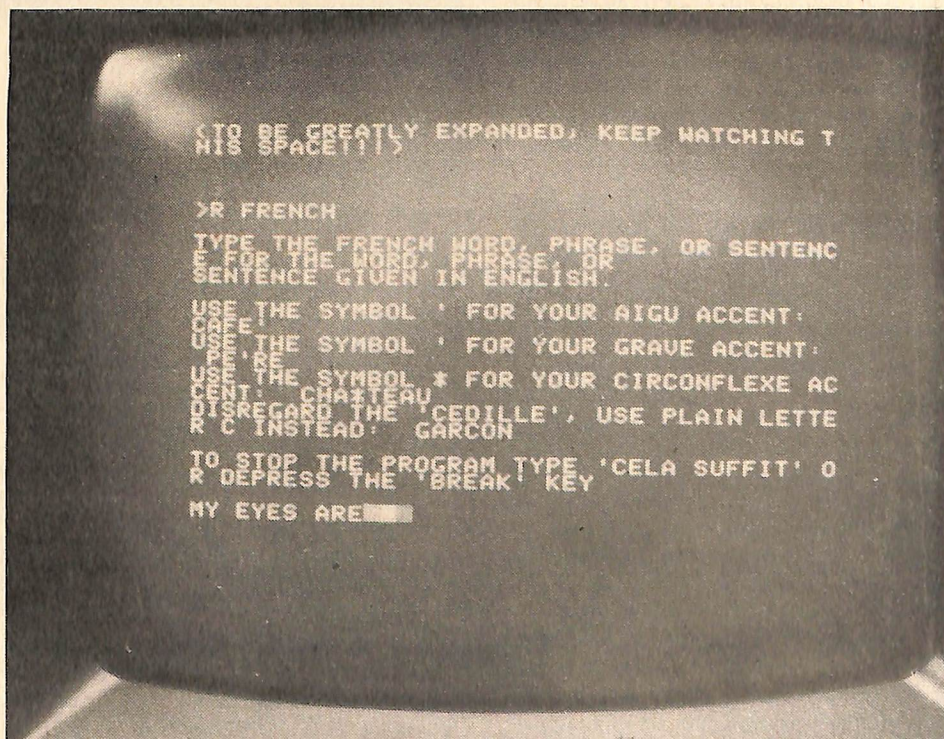 (TO BE GREATLY EXPANDED, KEEP WATCHING T
HIS SPACE!!!)
>R FRENCH
TYPE THE FRENCH WORD, PHRASE, OR SENTENC
E FOR THE WORD, PHRASE, OR
SENTENCE GIVEN IN ENGLISH.
USE THE SYMBOL ' FOR YOUR AIGU ACCENT:
CAFE'
USE THE SYMBOL ' FOR YOUR GRAVE ACCENT:
PE'RE
USE THE SYMBOL * FOR YOUR CIRCONFLEXE AC
CENT: CHA*TEAU
DISREGARD THE 'CEDILLE', USE PLAIN LETTE
R C INSTEAD: GARCON
TO STOP THE PROGRAM TYPE 'CELA SUFFIT' O
R DEPRESS THE 'BREAK' KEY
MY EYES ARE